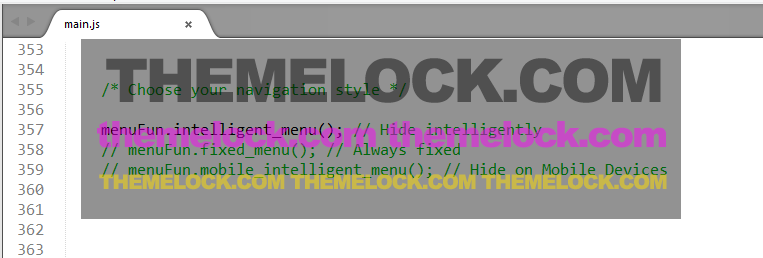 main.js ×
353
354
THEMELOCK.COM
355 /* Choose your navigation style */
356
357 menuFun.intelligent_menu(); // Hide intelligently
themelock.com themelock.com
358 // menuFun.fixed_menu(); // Always fixed
359 // menuFun.mobile_intelligent_menu(); // Hide on Mobile Devices
THEMELOCK.COM THEMELOCK.COM THEMELOCK.COM
360
361
362
363